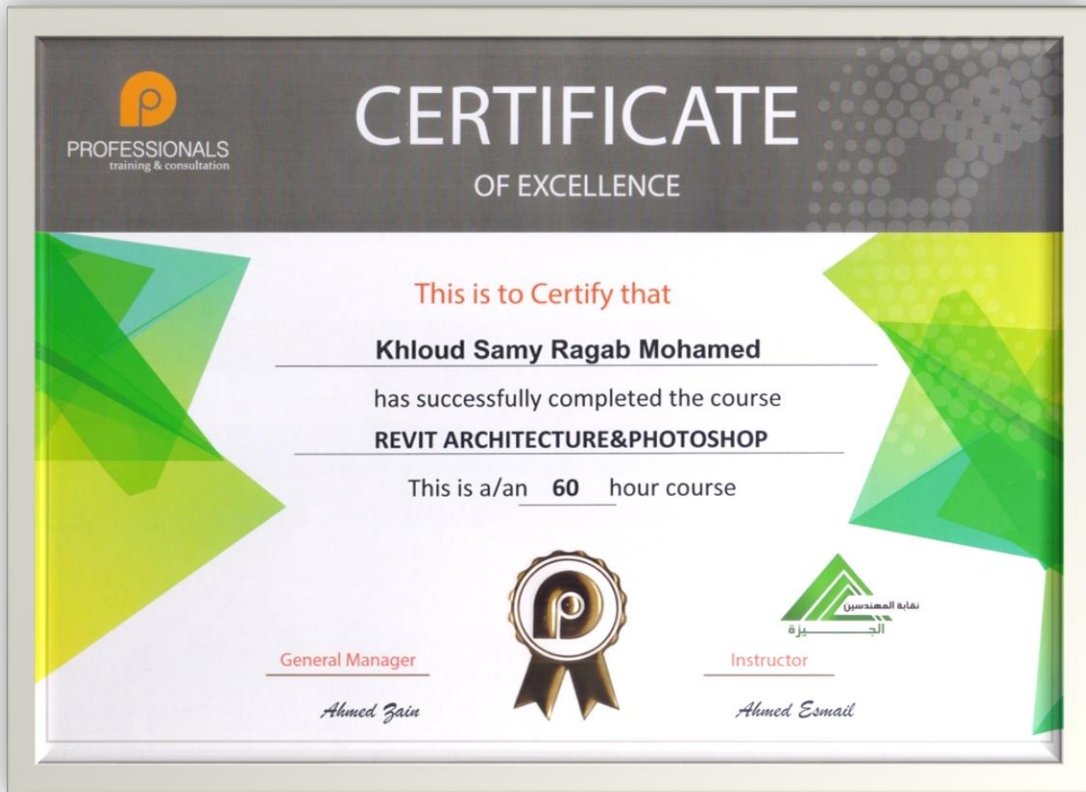 PROFESSIONALS
training & consultation
CERTIFICATE
OF EXCELLENCE
This is to Certify that
Khloud Samy Ragab Mohamed
has successfully completed the course
REVIT ARCHITECTURE&PHOTOSHOP
This is a/an 60 hour course
نقابة المهندسين
الجـــــيزة
General Manager
Instructor
Ahmed Zain
Ahmed Esmail